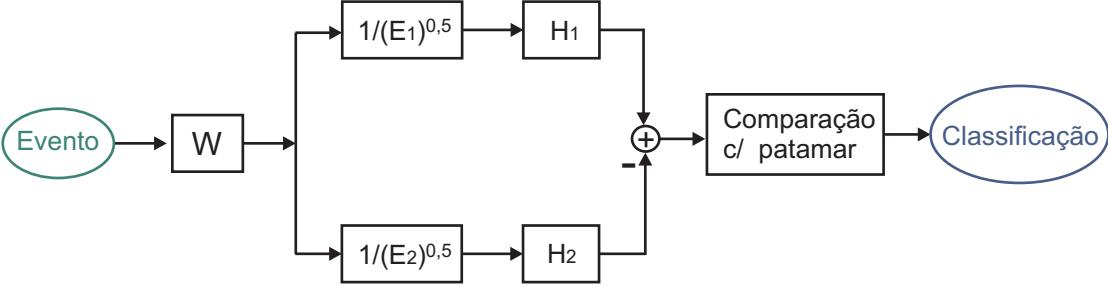 1/(E1)^0,5
H1
Evento
W
+
-
Comparação
c/ patamar
Classificação
1/(E2)^0,5
H2